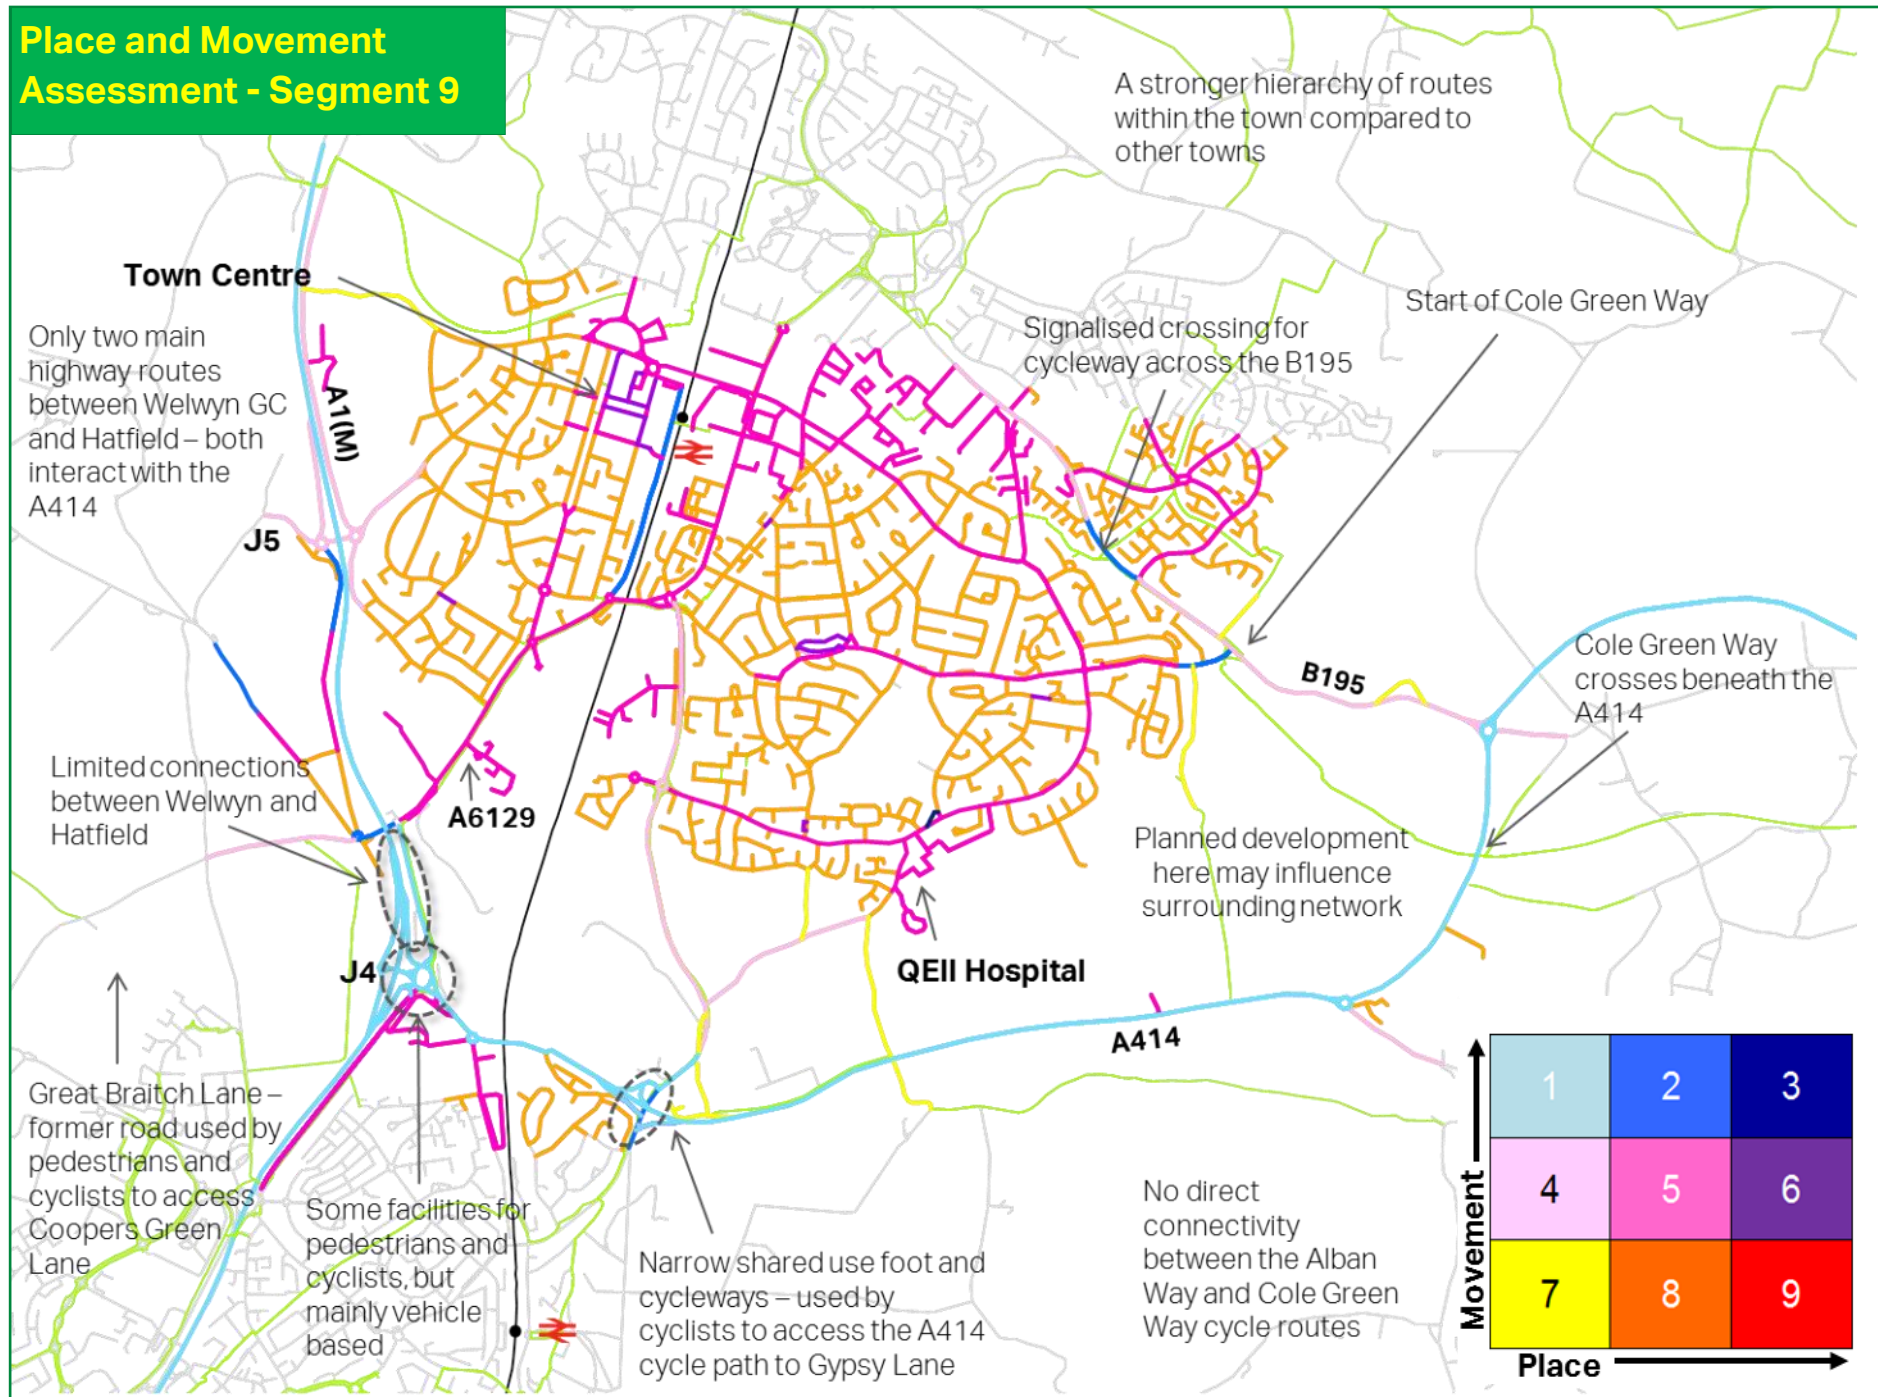 Place and Movement
Assessment - Segment 9
A stronger hierarchy of routes
within the town compared to
other towns
Town Centre
Start of Cole Green Way
Signalised crossing for
cycleway across the B195
Only two main
highway routes
between Welwyn GC
and Hatfield – both
interact with the
A414
A1(M)
J5
Cole Green Way
crosses beneath the
A414
B195
Limited connections
between Welwyn and
Hatfield
A6129
Planned development
here may influence
surrounding network
J4
QEII Hospital
A414
Great Braitch Lane –
former road used by
pedestrians and
cyclists to access
Coopers Green
Lane
Some facilities for
pedestrians and
cyclists, but
mainly vehicle
based
Narrow shared use foot and
cycleways – used by
cyclists to access the A414
cycle path to Gypsy Lane
No direct
connectivity
between the Alban
Way and Cole Green
Way cycle routes
Movement
1 2 3
4 5 6
7 8 9
Place